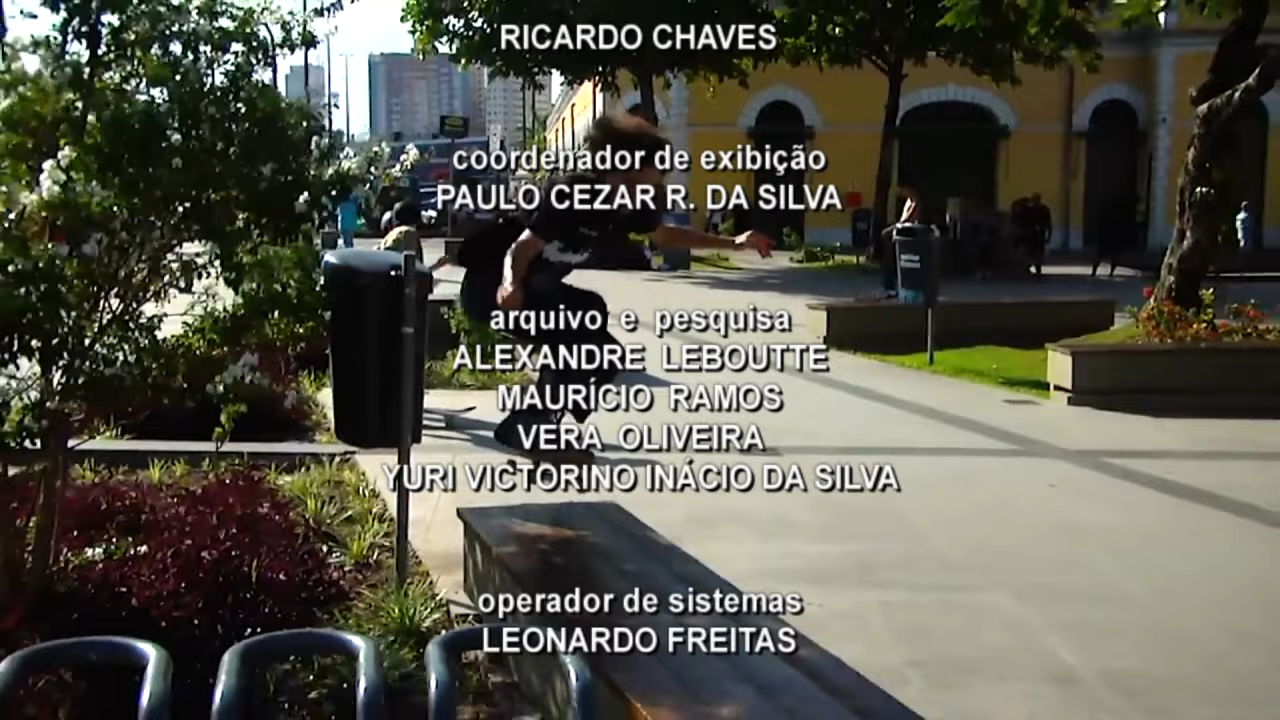 RICARDO CHAVES
coordenador de exibição
PAULO CEZAR R. DA SILVA
arquivo e pesquisa
ALEXANDRE LEBOUTTE
MAURÍCIO RAMOS
VERA OLIVEIRA
YURI VICTORINO INÁCIO DA SILVA
operador de sistemas
LEONARDO FREITAS